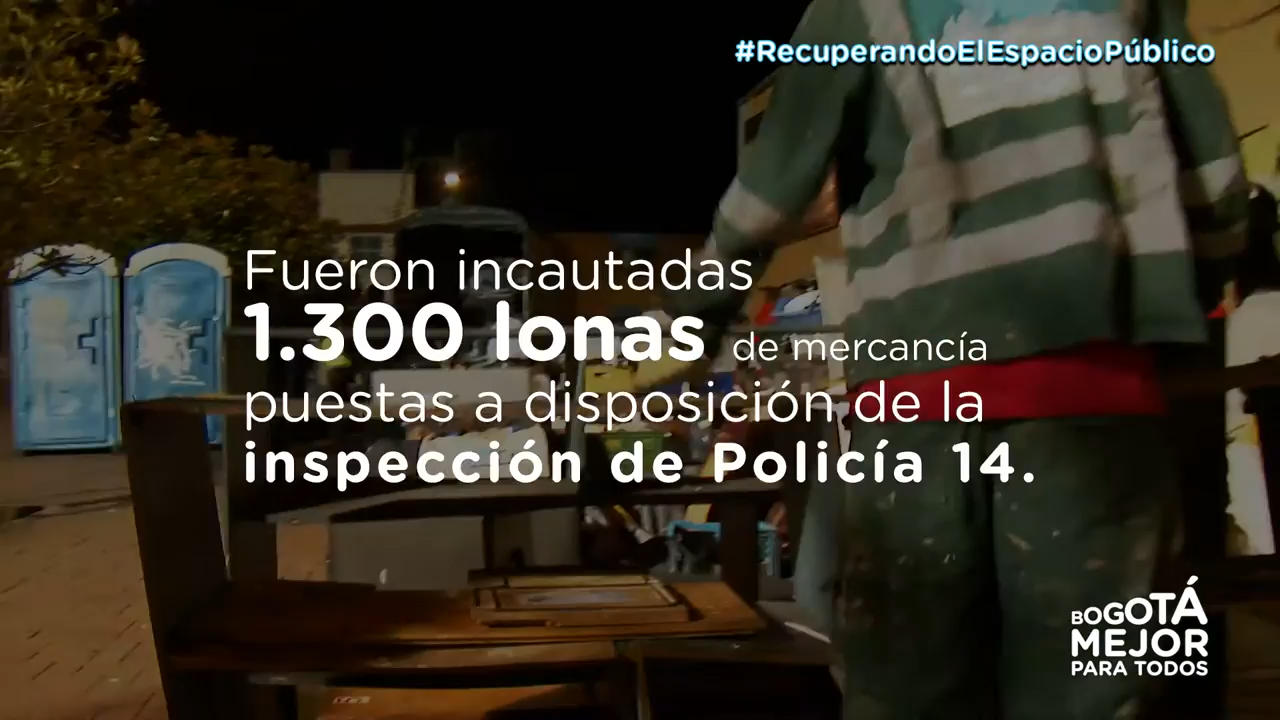 #RecuperandoElEspacioPúblico
Fueron incautadas
1.300 lonas de mercancía
puestas a disposición de la
inspección de Policía 14.
BOGOTÁ
MEJOR
PARA TODOS